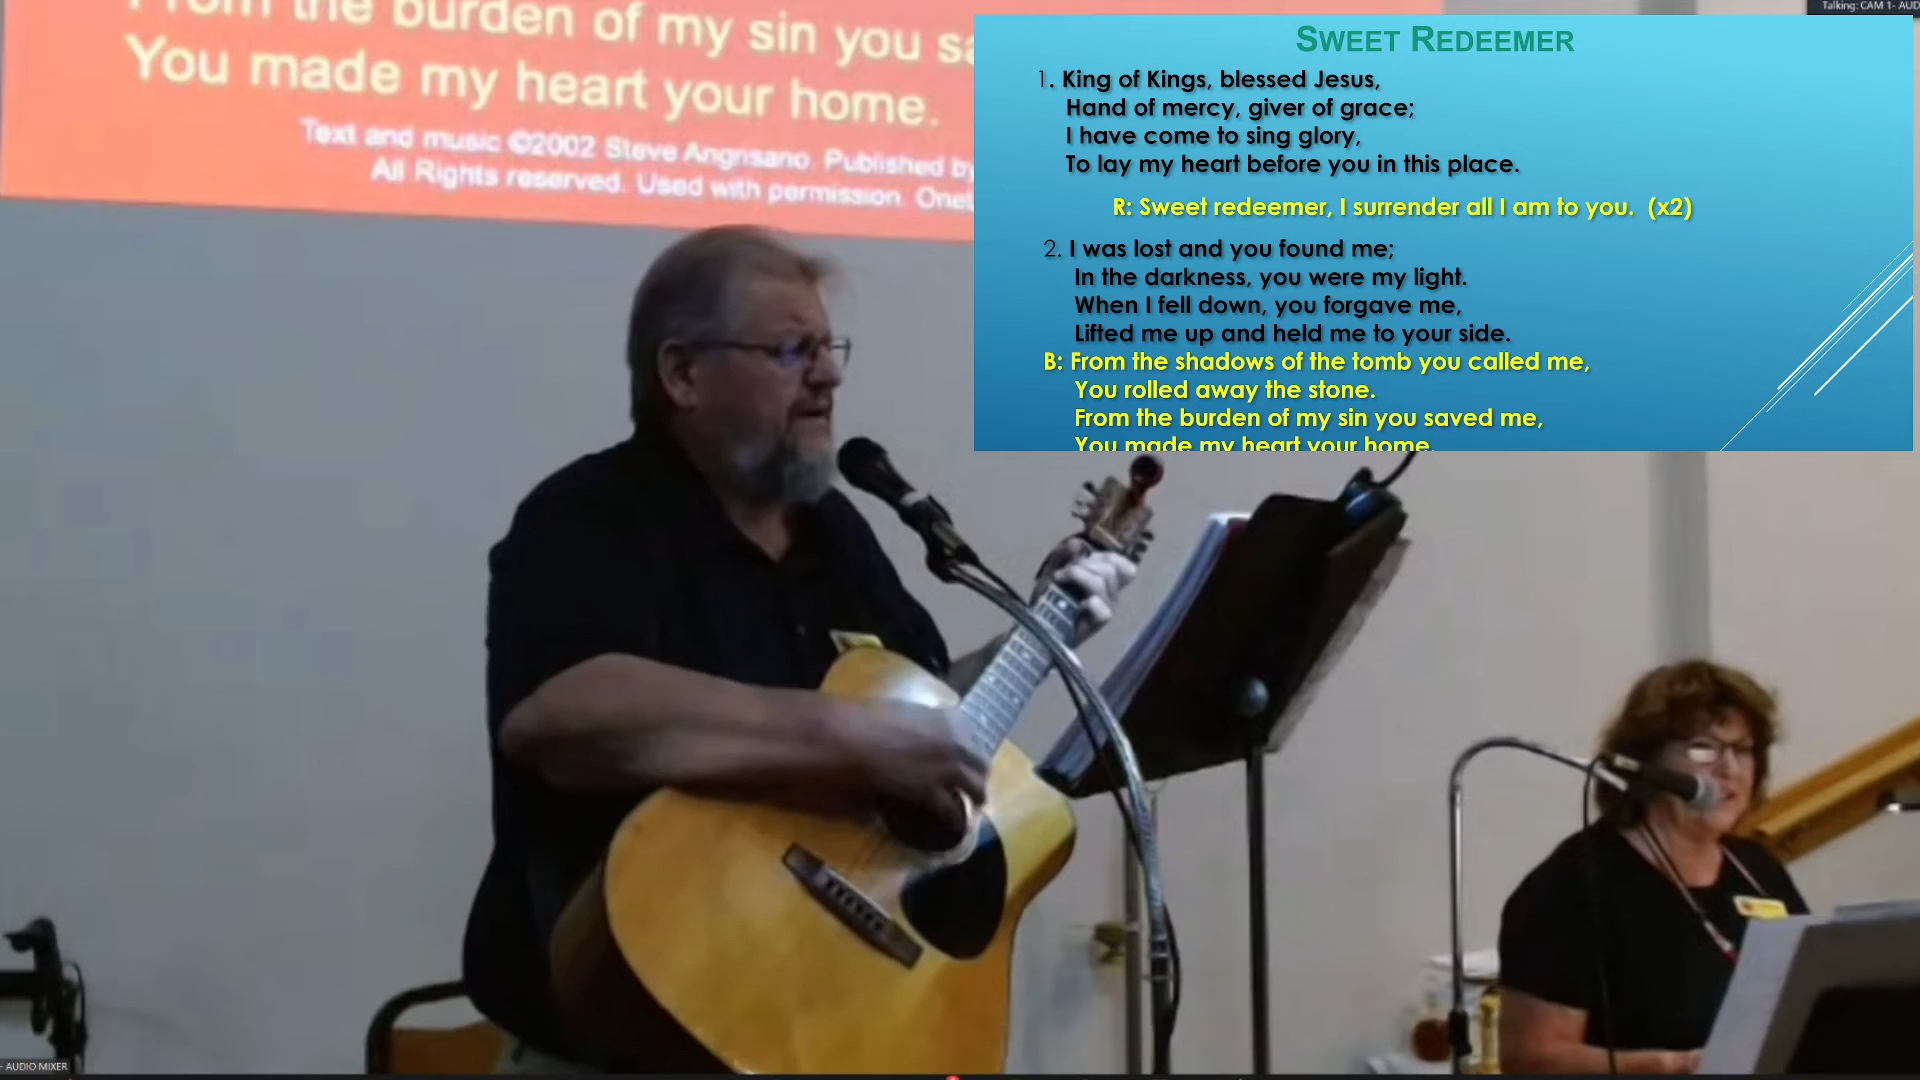 From the burden of my sin you sa
You made my heart your home.
Text and music ©2002 Steve Angrisano. Published by
All Rights reserved. Used with permission. OneL
Talking: CAM 1- AUD
SWEET REDEEMER
1. King of Kings, blessed Jesus,
Hand of mercy, giver of grace;
I have come to sing glory,
To lay my heart before you in this place.
R: Sweet redeemer, I surrender all I am to you. (x2)
2. I was lost and you found me;
In the darkness, you were my light.
When I fell down, you forgave me,
Lifted me up and held me to your side.
B: From the shadows of the tomb you called me,
You rolled away the stone.
From the burden of my sin you saved me,
You made my heart your home.
- AUDIO MIXER